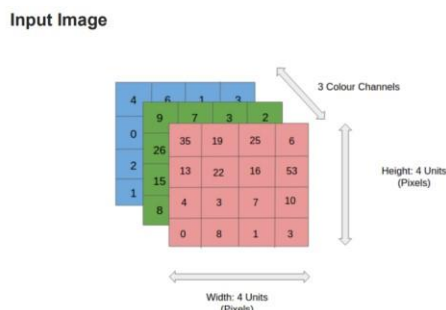 Input Image
3 Colour Channels
4 6 1 3
9 7 3 2
0
35 19 25 6
26
13 22 16 53
2
15
4 3 7 10
1
8
0 8 1 3
Height: 4 Units
(Pixels)
Width: 4 Units
(Pixels)